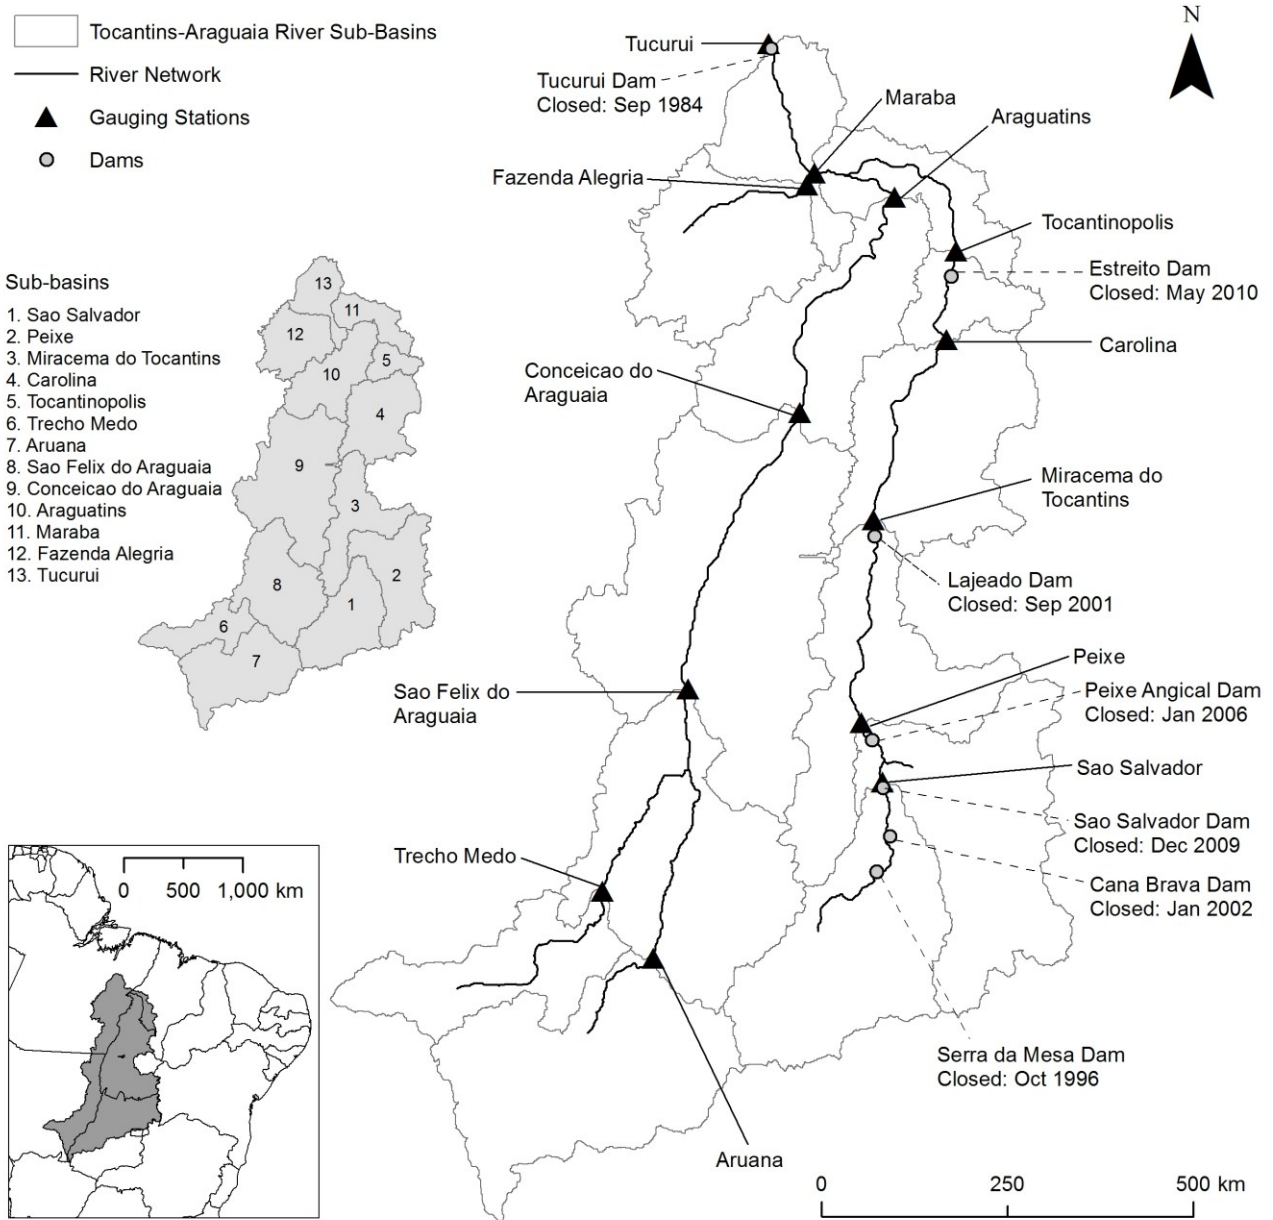 Tocantins-Araguaia River Sub-Basins
River Network
Gauging Stations
Dams
Sub-basins
1. Sao Salvador
2. Peixe
3. Miracema do Tocantins
4. Carolina
5. Tocantinopolis
6. Trecho Medo
7. Aruana
8. Sao Felix do Araguaia
9. Conceicao do Araguaia
10. Araguatins
11. Maraba
12. Fazenda Alegria
13. Tucurui
13
11
12
5
10
4
9
3
8
2
1
6
7
N
Tucurui
Tucurui Dam
Closed: Sep 1984
Maraba
Araguatins
Fazenda Alegria
Tocantinopolis
Estreito Dam
Closed: May 2010
Carolina
Conceicao do
Araguaia
Miracema do
Tocantins
Lajeado Dam
Closed: Sep 2001
Peixe
Peixe Angical Dam
Closed: Jan 2006
Sao Felix do
Araguaia
Sao Salvador
Sao Salvador Dam
Closed: Dec 2009
Trecho Medo
Cana Brava Dam
Closed: Jan 2002
Serra da Mesa Dam
Closed: Oct 1996
Aruana
0 500 1,000 km
0 250 500 km